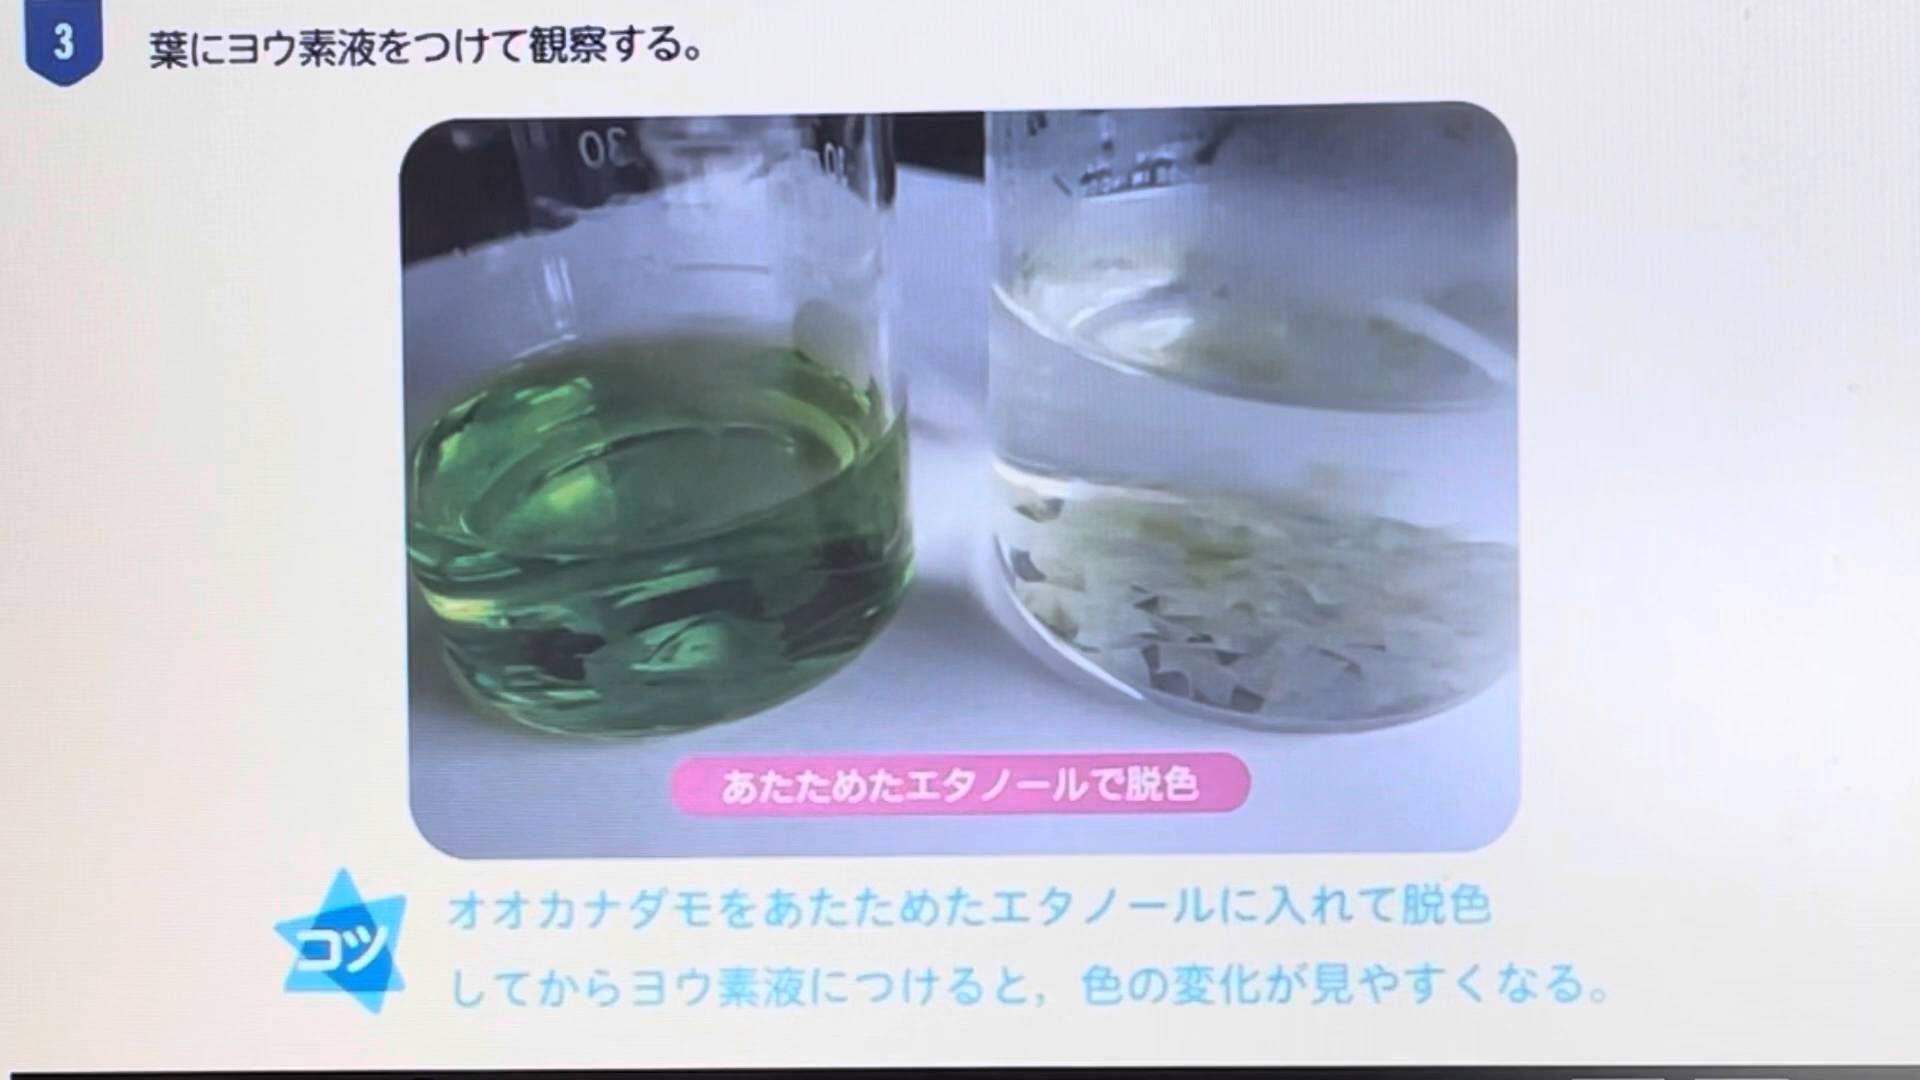 3
葉にヨウ素液をつけて観察する。
30
あたためたエタノールで脱色
コツ
オオカナダモをあたためたエタノールに入れて脱色
してからヨウ素液につけると，色の変化が見やすくなる。